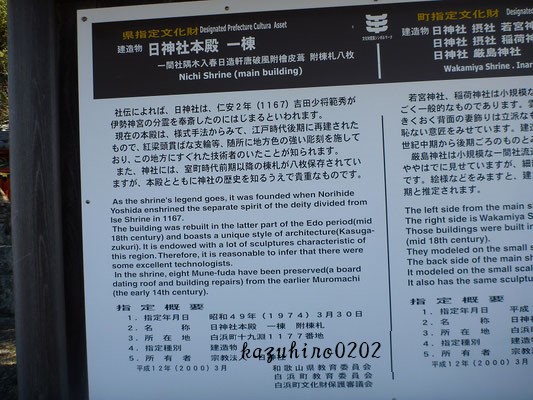 県指定文化財 Designated Prefecture Cultura Asset
建造物 日神社本殿 一棟
一間社隅木入春日造軒唐破風附檜皮葺 附棟札八枚
Nichi Shrine (main building)
社伝によれば、日神社は、仁安2年(1167)吉田少将範秀が
伊勢神宮の分霊を奉斎したのにはじまるといわれます。
現在の本殿は、様式手法からみて、江戸時代後期に再建された
もので、紅梁頭貫ばな支輪等、随所に地方色の強い彫刻を施して
おり、この地方にすぐれた技術者のいたことが知られます。
また、神社には、室町時代前期以降の棟札が八枚保存されてい
ますが、本殿とともに神社の歴史を知るうえで貴重なものです。
As the shrine's legend goes, it was founded when Norihide
Yoshida enshrined the separate spirit of the deity divided from
Ise Shrine in 1167.
The building was rebuilt in the latter part of the Edo period(mid
18th century) and boasts a unique style of architecture(Kasuga-
zukuri). It is endowed with a lot of sculptures characteristic of
this region. Therefore, it is reasonable to infer that there were
some excellent technologists.
In the shrine, eight Mune-fuda have been preserved(a board
dating roof and building repairs) from the earlier Muromachi
(the early 14th century).
指定概要
1.指定年月日 昭和49年(1974)3月30日
2.名称 日神社本殿 一棟 附棟札
3.所在地 白浜町十九渕1177番地
4.指定種別 建造物
5.所有者 宗教法人
平成12年(2000)3月
和歌山県教育委員会
白浜町教育委員会
白浜町文化財保護審議会
kazuhiro0202
町指定文化財 Designated
建造物 日神社 摂社 若宮神
日神社 摂社 稲荷神
日神社 厳島神社
Wakamiya Shrine . Inar
若宮神社、稲荷神社は小規模な
ごく一般的なものであります。
きくおく背面の妻飾りは立派な
恥ない意匠をみせています。建
世紀中期から後期ごろのものと
厳島神社は小規模な一間社流
ややはでに見せていますが、細
です。絵様などをみますと、建
期と推定されます。
The left side from the main s
The right side is Wakamiya S
Those buildings were built in
(mid 18th century).
They modeled on the small s
The back side of the main sh
It modeled on the small scal
It also has the same sculptu
指定
1.指定年月日 昭
2.名称 日神
3.所在地 白浜
4.指定種別 建造
5.所有者 宗教
平成12年(2000)3月